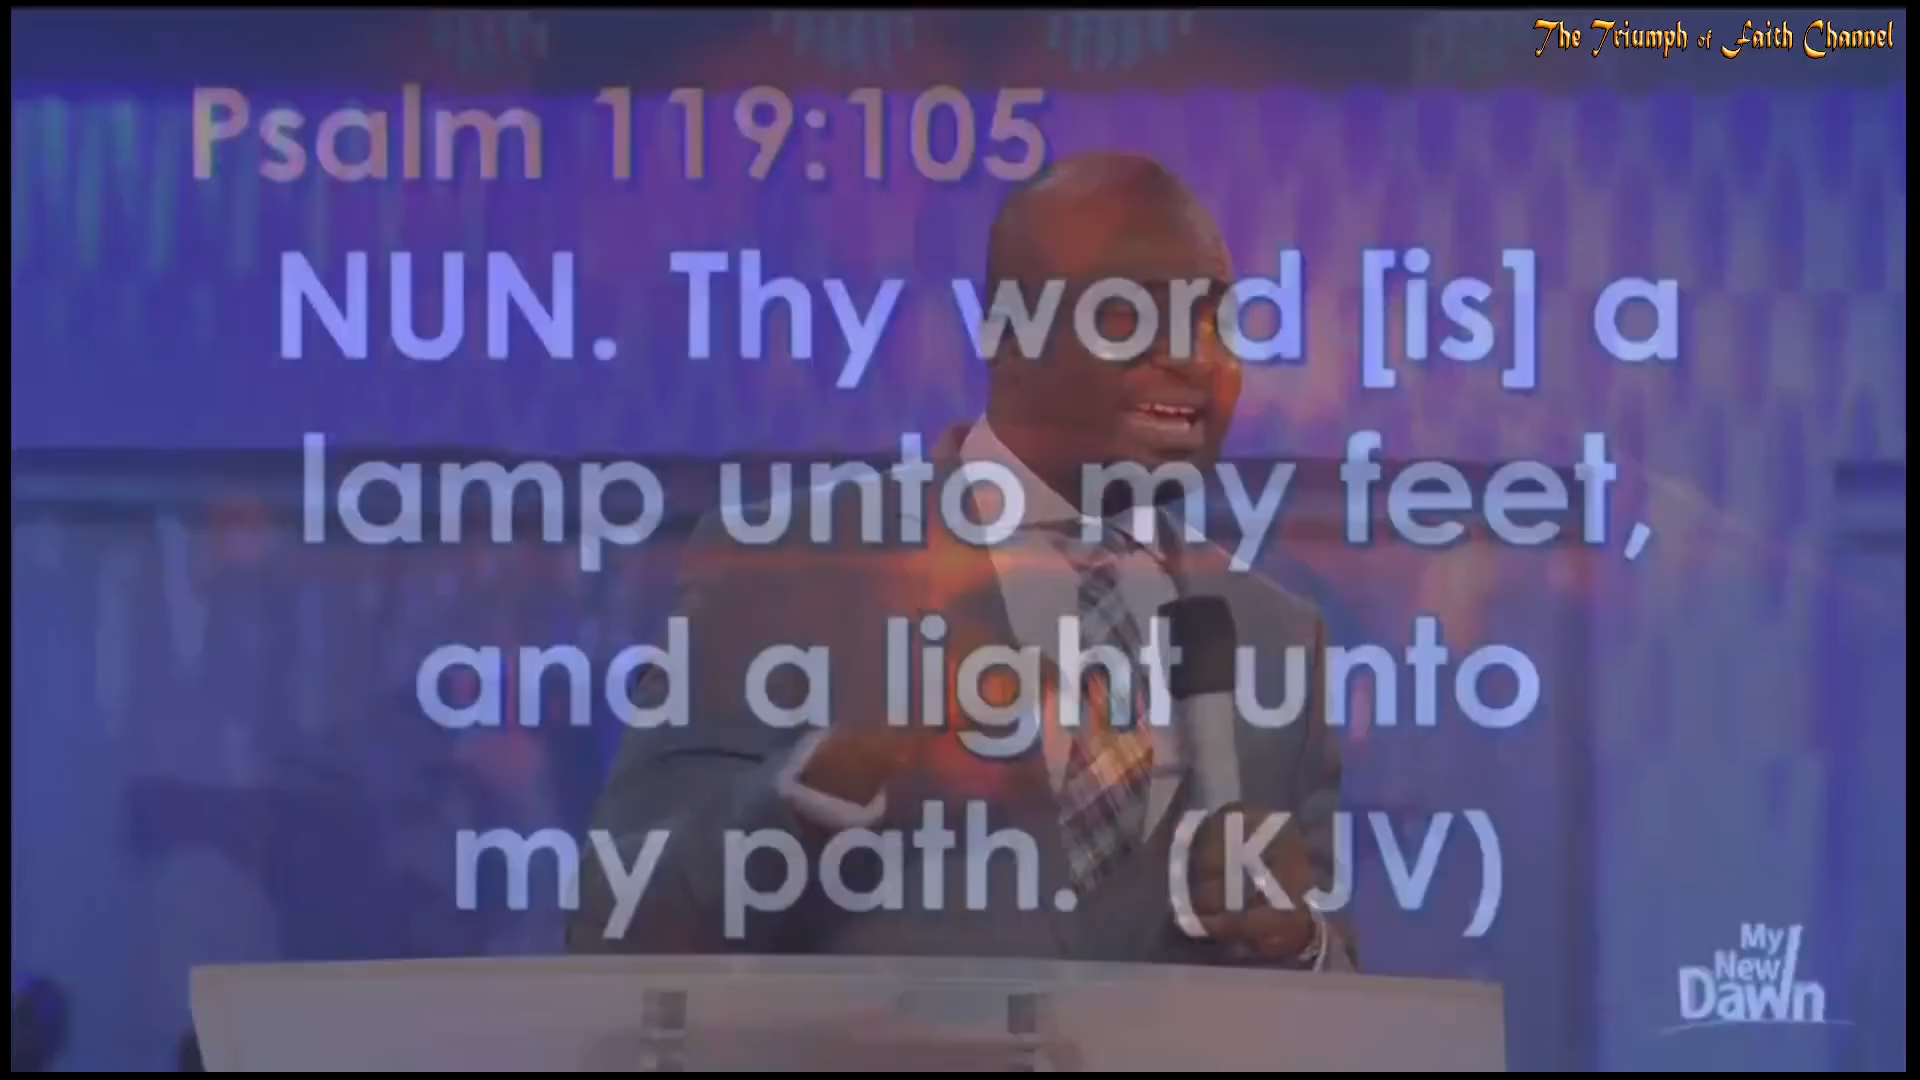 The Triumph of Faith Channel
Psalm 119:105
NUN. Thy word [is] a
lamp unto my feet,
and a light unto
my path. (KJV)
My
New
Dawn